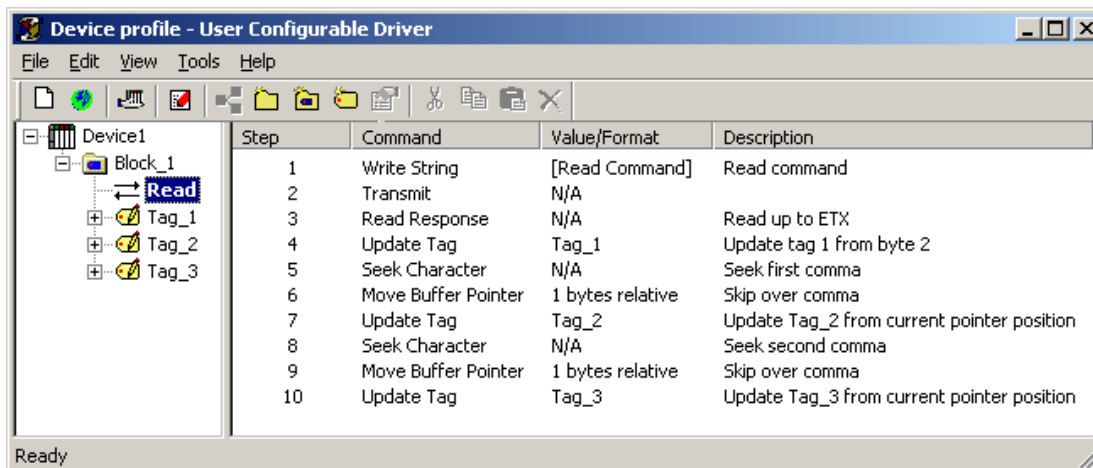 Device profile - User Configurable Driver
File Edit View Tools Help
Device1
Block_1
Read
Tag_1
Tag_2
Tag_3
Step Command Value/Format Description
1 Write String [Read Command] Read command
2 Transmit N/A
3 Read Response N/A Read up to ETX
4 Update Tag Tag_1 Update tag 1 from byte 2
5 Seek Character N/A Seek first comma
6 Move Buffer Pointer 1 bytes relative Skip over comma
7 Update Tag Tag_2 Update Tag_2 from current pointer position
8 Seek Character N/A Seek second comma
9 Move Buffer Pointer 1 bytes relative Skip over comma
10 Update Tag Tag_3 Update Tag_3 from current pointer position
Ready